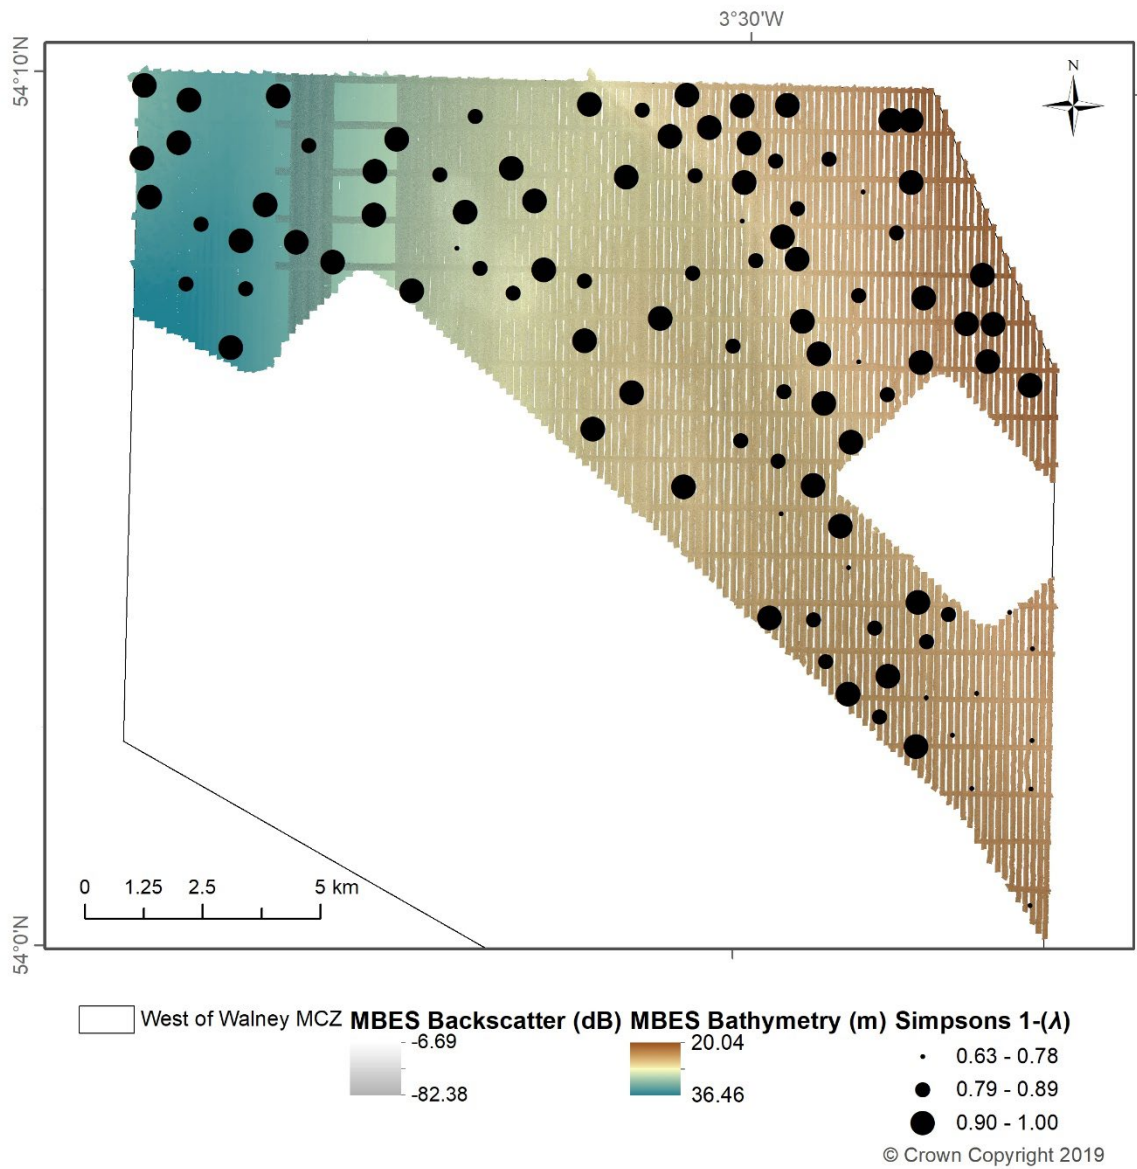 3°30'W
54°10'N
N
0 1.25 2.5 5 km
54°0'N
West of Walney MCZ MBES Backscatter (dB) MBES Bathymetry (m) Simpsons 1-(λ)
-6.69 20.04 0.63 - 0.78
0.79 - 0.89
-82.38 36.46 0.90 - 1.00
© Crown Copyright 2019